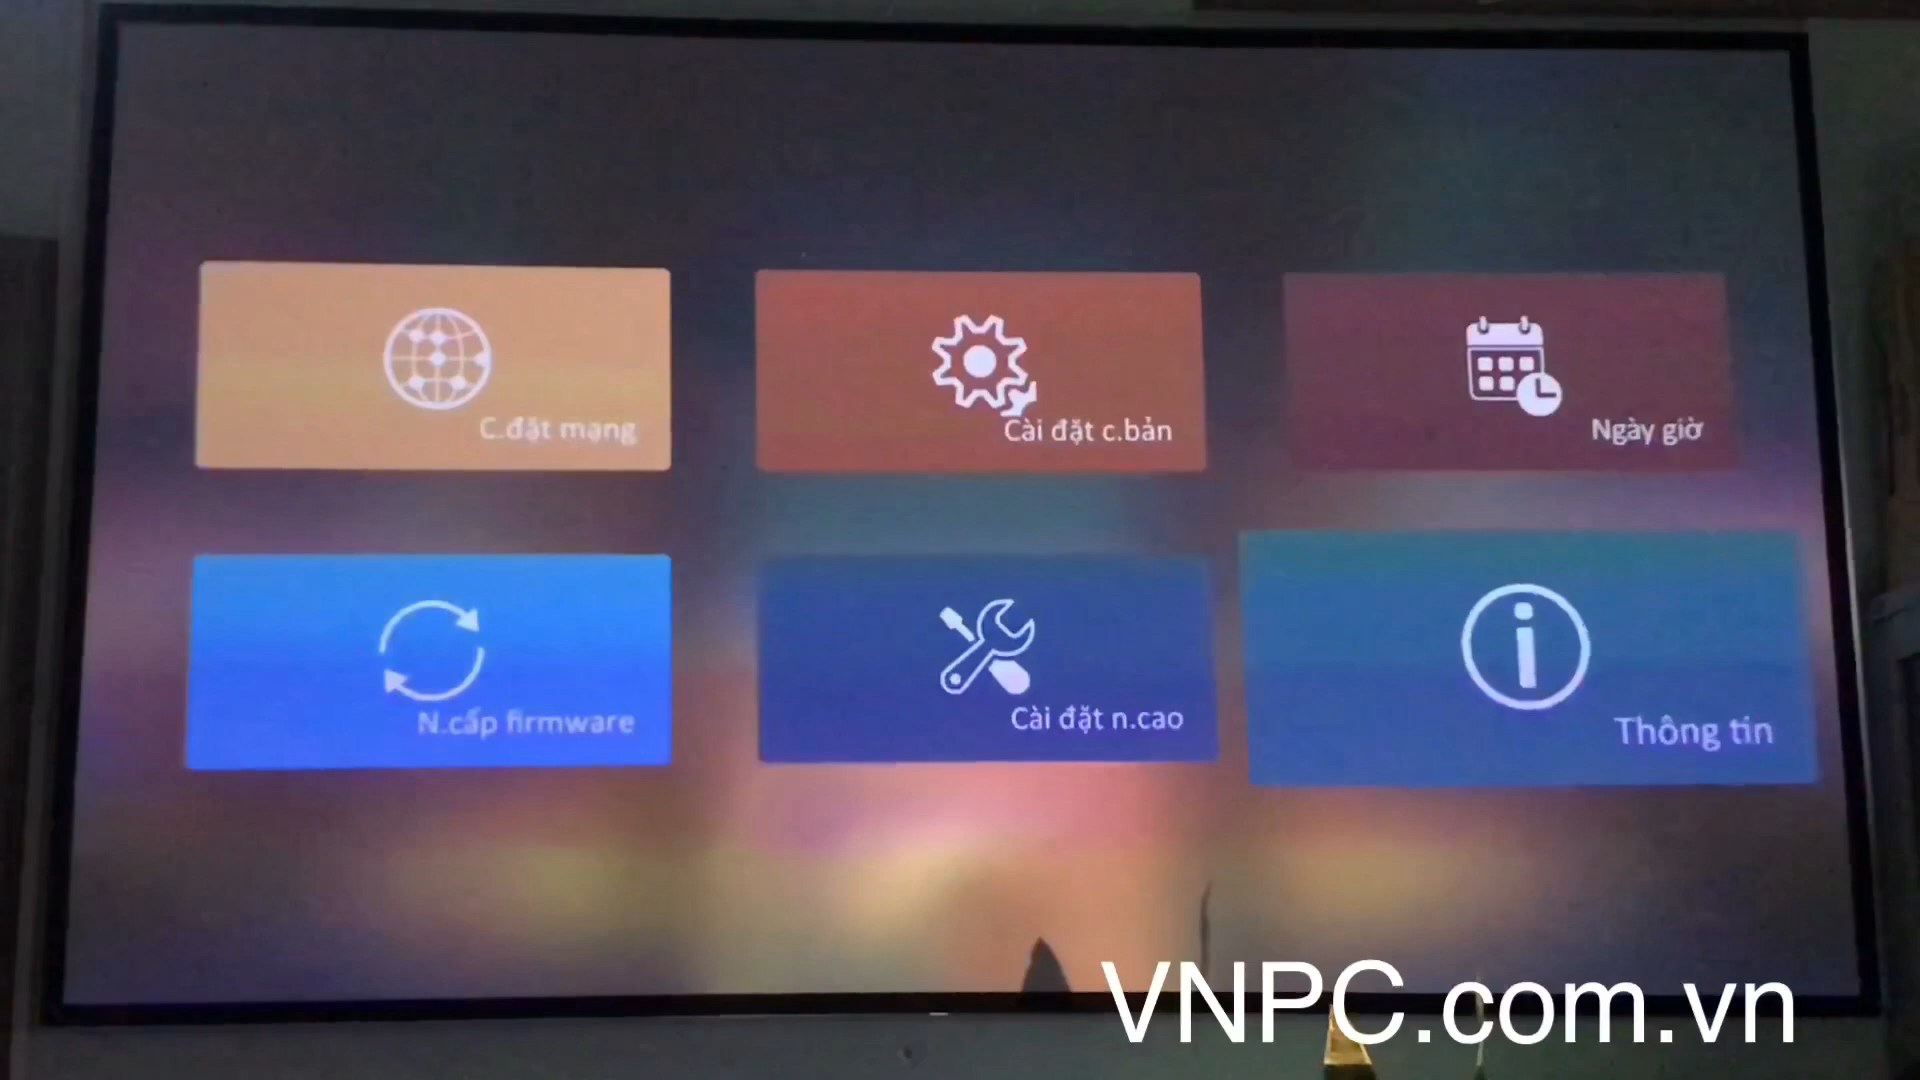 C.đặt mạng
Cài đặt c.bản
Ngày giờ
N.cấp firmware
Cài đặt n.cao
Thông tin
VNPC.com.vn